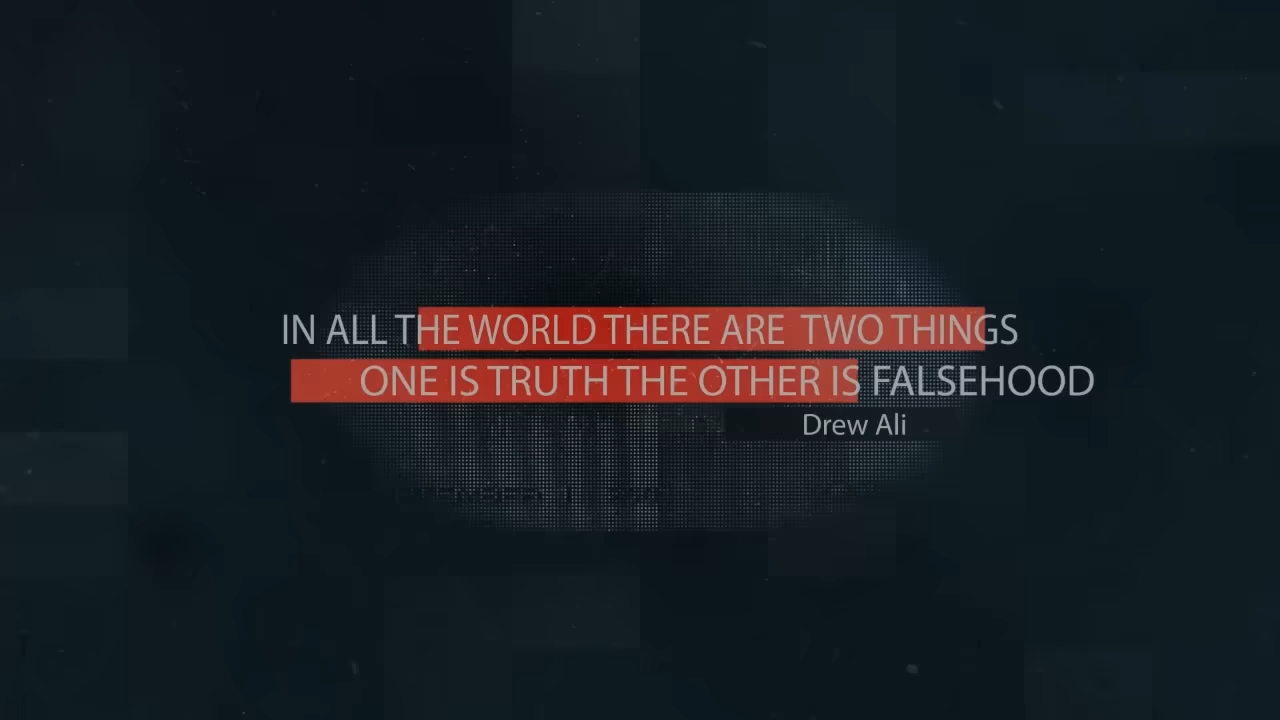 IN ALL THE WORLD THERE ARE TWO THINGS
ONE IS TRUTH THE OTHER IS FALSEHOOD
Drew Ali